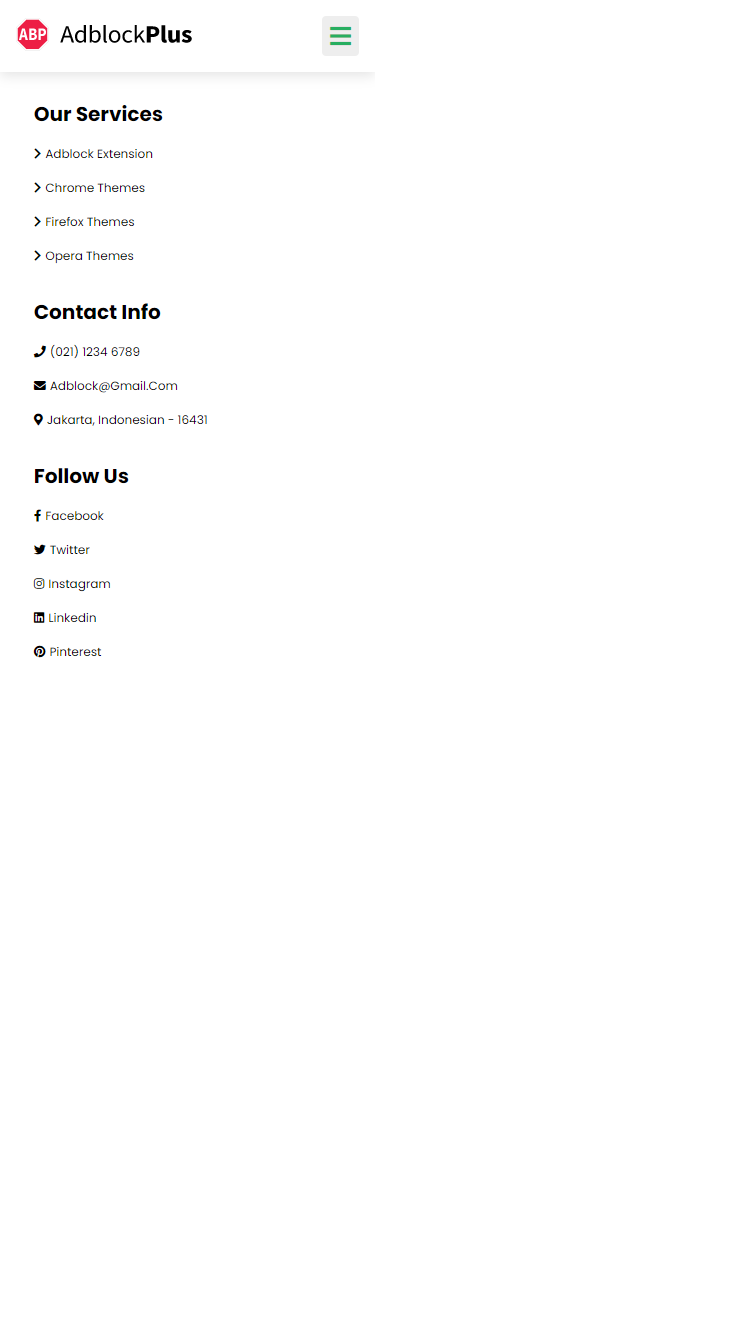 ABP AdblockPlus
Our Services
Adblock Extension
Chrome Themes
Firefox Themes
Opera Themes
Contact Info
(021) 1234 6789
Adblock@Gmail.Com
Jakarta, Indonesian - 16431
Follow Us
Facebook
Twitter
Instagram
Linkedin
Pinterest